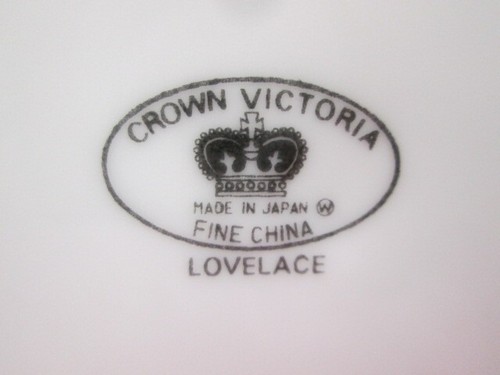 CROWN VICTORIA
MADE IN JAPAN W
FINE CHINA
LOVELACE